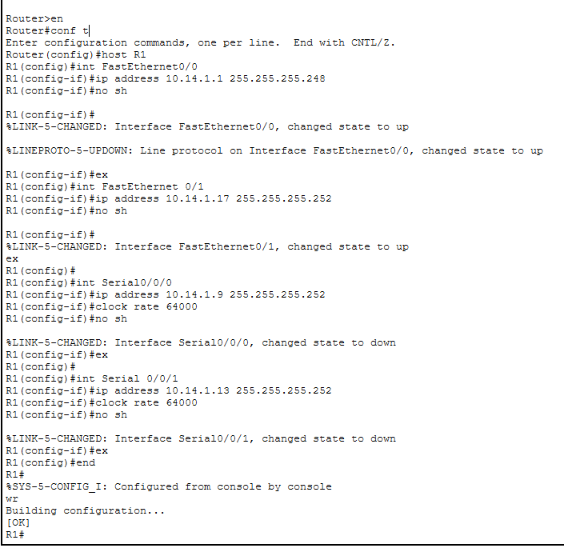 Router>en
Router#conf t
Enter configuration commands, one per line.  End with CNTL/Z.
Router(config)#host R1
R1(config)#int FastEthernet0/0
R1(config-if)#ip address 10.14.1.1 255.255.255.248
R1(config-if)#no sh
R1(config-if)#
%LINK-5-CHANGED: Interface FastEthernet0/0, changed state to up
%LINEPROTO-5-UPDOWN: Line protocol on Interface FastEthernet0/0, changed state to up
R1(config-if)#ex
R1(config)#int FastEthernet 0/1
R1(config-if)#ip address 10.14.1.17 255.255.255.252
R1(config-if)#no sh
R1(config-if)#
%LINK-5-CHANGED: Interface FastEthernet0/1, changed state to up
ex
R1(config)#
R1(config)#int Serial0/0/0
R1(config-if)#ip address 10.14.1.9 255.255.255.252
R1(config-if)#clock rate 64000
R1(config-if)#no sh
%LINK-5-CHANGED: Interface Serial0/0/0, changed state to down
R1(config-if)#ex
R1(config)#
R1(config)#int Serial 0/0/1
R1(config-if)#ip address 10.14.1.13 255.255.255.252
R1(config-if)#clock rate 64000
R1(config-if)#no sh
%LINK-5-CHANGED: Interface Serial0/0/1, changed state to down
R1(config-if)#ex
R1(config)#end
R1#
%SYS-5-CONFIG_I: Configured from console by console
wr
Building configuration...
[OK]
R1#